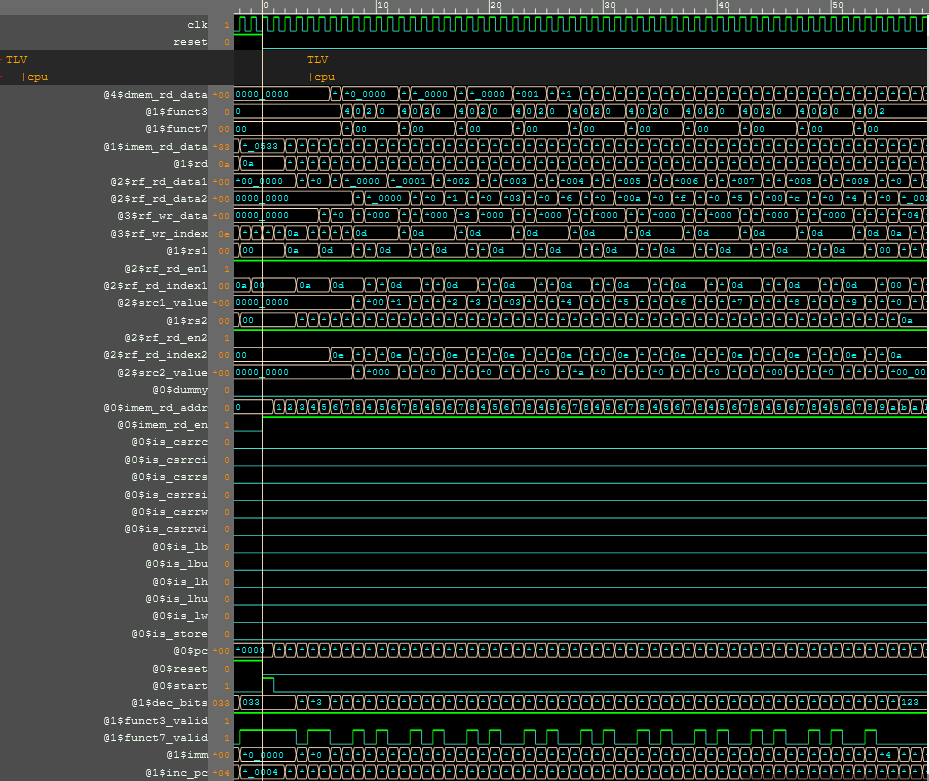 0 10 20 30 40 50
clk 1
reset 0
TLV TLV
|cpu |cpu
@4$dmem_rd_data +00 0000_0000 +0_0000 +_0000 +_0000 +001 +1
@1$funct3 0 0 4 0 2 0 4 0 2 0 4 0 2 0 4 0 2 0 4 0 2 0 4 0 2 0 4 0 2 0 4 0 2 0 4 0 2 0 4 0 2
@1$funct7 00 00 00 00 00 00 00 00 00 00 00 00
@1$imem_rd_data +33 +_0533
@1$rd 0a 0a
@2$rf_rd_data1 +00 +00_0000 +0 +_0000 +_0001 +002 +003 +004 +005 +006 +007 +008 +009 +0
@2$rf_rd_data2 +00 0000_0000 +_0000 +0 +1 +0 +03 +0 +6 +0 +00a +0 +f +0 +5 +00 +c +0 +4 +0 +_002
@3$rf_wr_data +00 0000_0000 +0 +000 +000 +3 +000 +000 +000 +000 +000 +000 +000 +04
@3$rf_wr_index 0e 0a 0d 0d 0d 0d 0d 0d 0d 0d 0d 0a
@1$rs1 00 00 0a 0d 0d 0d 0d 0d 0d 0d 0d 0d 0d 00
@2$rf_rd_en1 1
@2$rf_rd_index1 00 0a 00 0a 0d 0d 0d 0d 0d 0d 0d 0d 0d 0d 00
@2$src1_value +00 0000_0000 +00 +1 +2 +3 +03 +4 +5 +6 +7 +8 +9 +0
@1$rs2 00 00 0a
@2$rf_rd_en2 1
@2$rf_rd_index2 00 00 0e 0e 0e 0e 0e 0e 0e 0e 0e 0e 0a
@2$src2_value +00 0000_0000 +000 +0 +0 +0 +a +0 +0 +0 +00 +0 +00_00
@0$dummy 0
@0$imem_rd_addr 0 0 1 2 3 4 5 6 7 8 4 5 6 7 8 4 5 6 7 8 4 5 6 7 8 4 5 6 7 8 4 5 6 7 8 4 5 6 7 8 4 5 6 7 8 4 5 6 7 8 4 5 6 7 8 9 a b a
@0$imem_rd_en 1
@0$is_csrrc 0
@0$is_csrrci 0
@0$is_csrrs 0
@0$is_csrrsi 0
@0$is_csrrw 0
@0$is_csrrwi 0
@0$is_lb 0
@0$is_lbu 0
@0$is_lh 0
@0$is_lhu 0
@0$is_lw 0
@0$is_store 0
@0$pc +00 +0000
@0$reset 0
@0$start 1
@1$dec_bits 033 033 +3 123
@1$funct3_valid 1
@1$funct7_valid 1
@1$imm +00 +0_0000 +0 +4
@1$inc_pc +04 +_0004